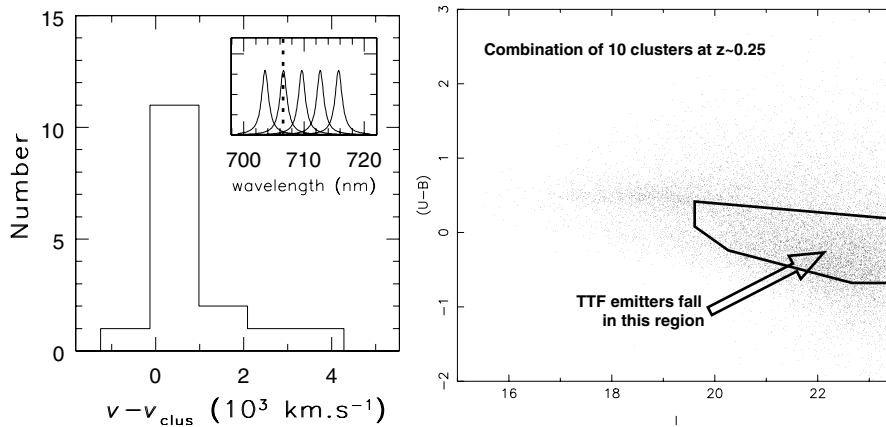 15
10
5
0
Number
0
2
4
v−v_clus (10³ km.s⁻¹)
700
710
720
wavelength (nm)
Combination of 10 clusters at z~0.25
3
2
1
0
−1
−2
(U−B)
TTF emitters fall
in this region
16
18
20
22
I